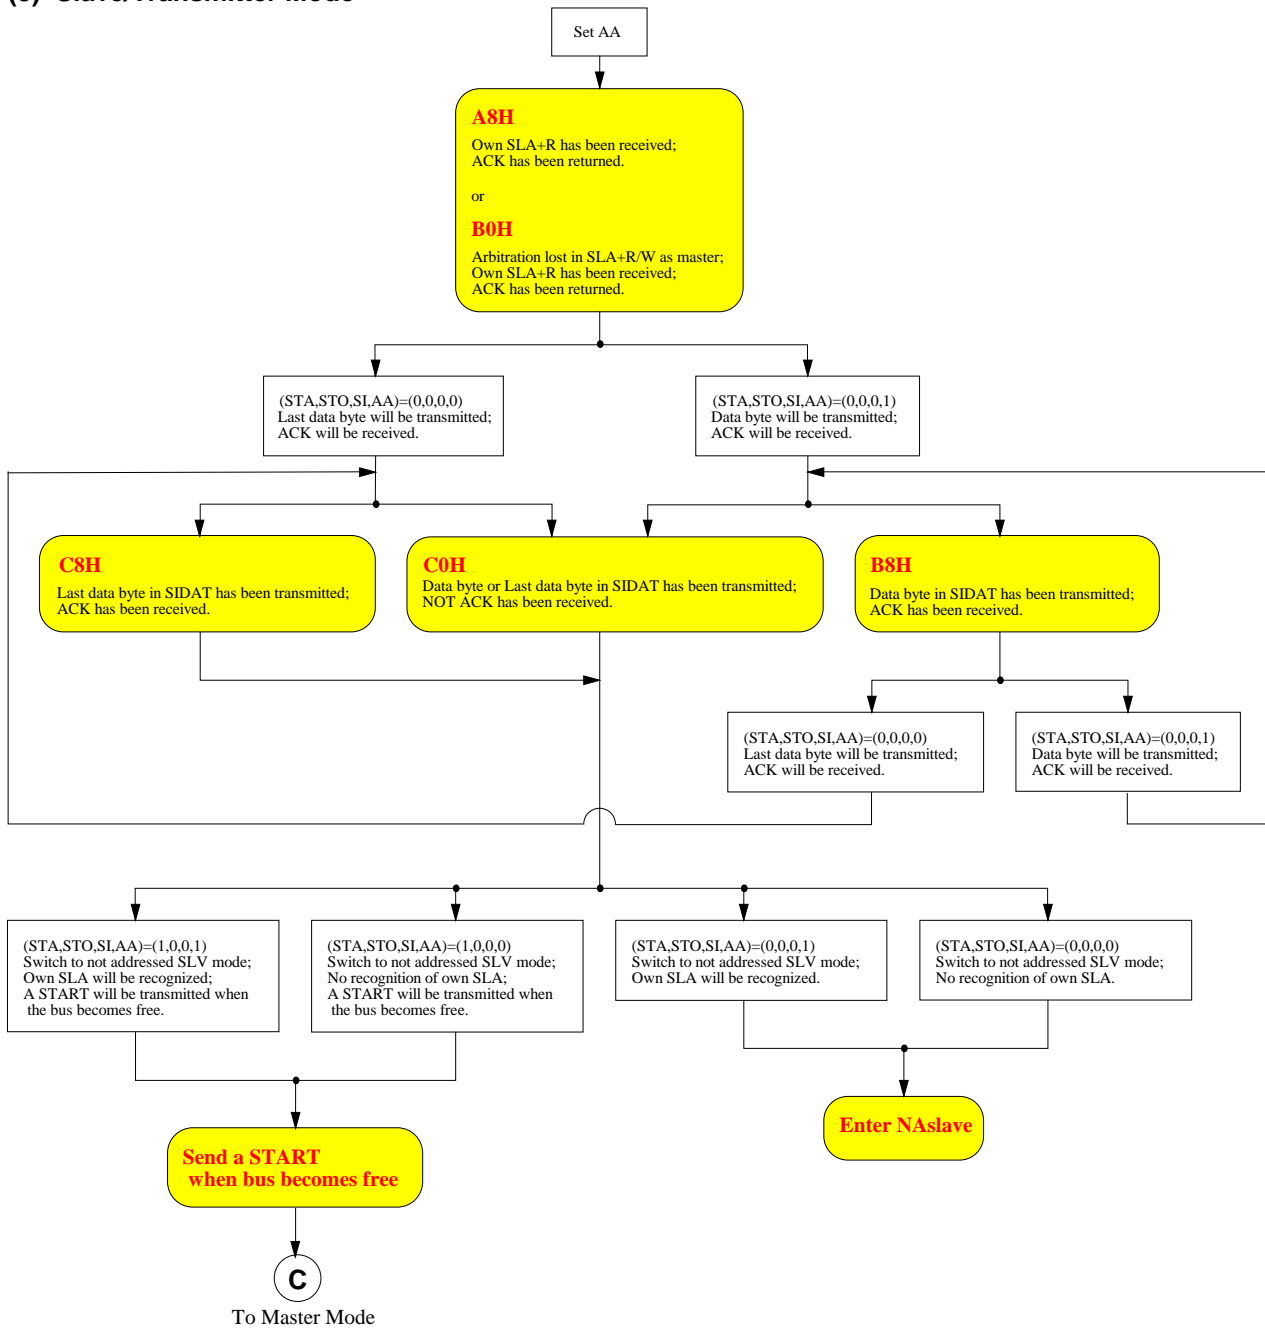 Set AA
A8H
Own SLA+R has been received;
ACK has been returned.
or
B0H
Arbitration lost in SLA+R/W as master;
Own SLA+R has been received;
ACK has been returned.
(STA,STO,SI,AA)=(0,0,0,0)
Last data byte will be transmitted;
ACK will be received.
(STA,STO,SI,AA)=(0,0,0,1)
Data byte will be transmitted;
ACK will be received.
C8H
Last data byte in SIDAT has been transmitted;
ACK has been received.
C0H
Data byte or Last data byte in SIDAT has been transmitted;
NOT ACK has been received.
B8H
Data byte in SIDAT has been transmitted;
ACK has been received.
(STA,STO,SI,AA)=(0,0,0,0)
Last data byte will be transmitted;
ACK will be received.
(STA,STO,SI,AA)=(0,0,0,1)
Data byte will be transmitted;
ACK will be received.
(STA,STO,SI,AA)=(1,0,0,1)
Switch to not addressed SLV mode;
Own SLA will be recognized;
A START will be transmitted when
the bus becomes free.
(STA,STO,SI,AA)=(1,0,0,0)
Switch to not addressed SLV mode;
No recognition of own SLA;
A START will be transmitted when
the bus becomes free.
(STA,STO,SI,AA)=(0,0,0,1)
Switch to not addressed SLV mode;
Own SLA will be recognized.
(STA,STO,SI,AA)=(0,0,0,0)
Switch to not addressed SLV mode;
No recognition of own SLA.
Send a START
when bus becomes free
Enter NAslave
C
To Master Mode